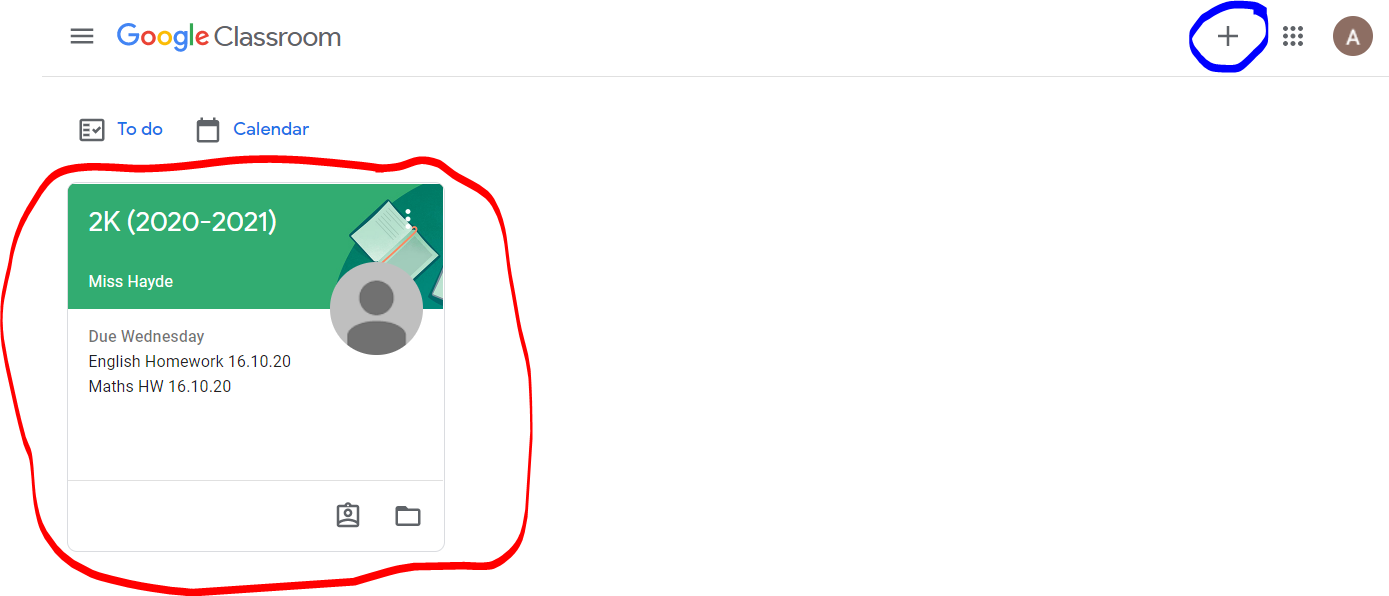 Google Classroom
A
To do
Calendar
2K (2020-2021)
Miss Hayde
Due Wednesday
English Homework 16.10.20
Maths HW 16.10.20